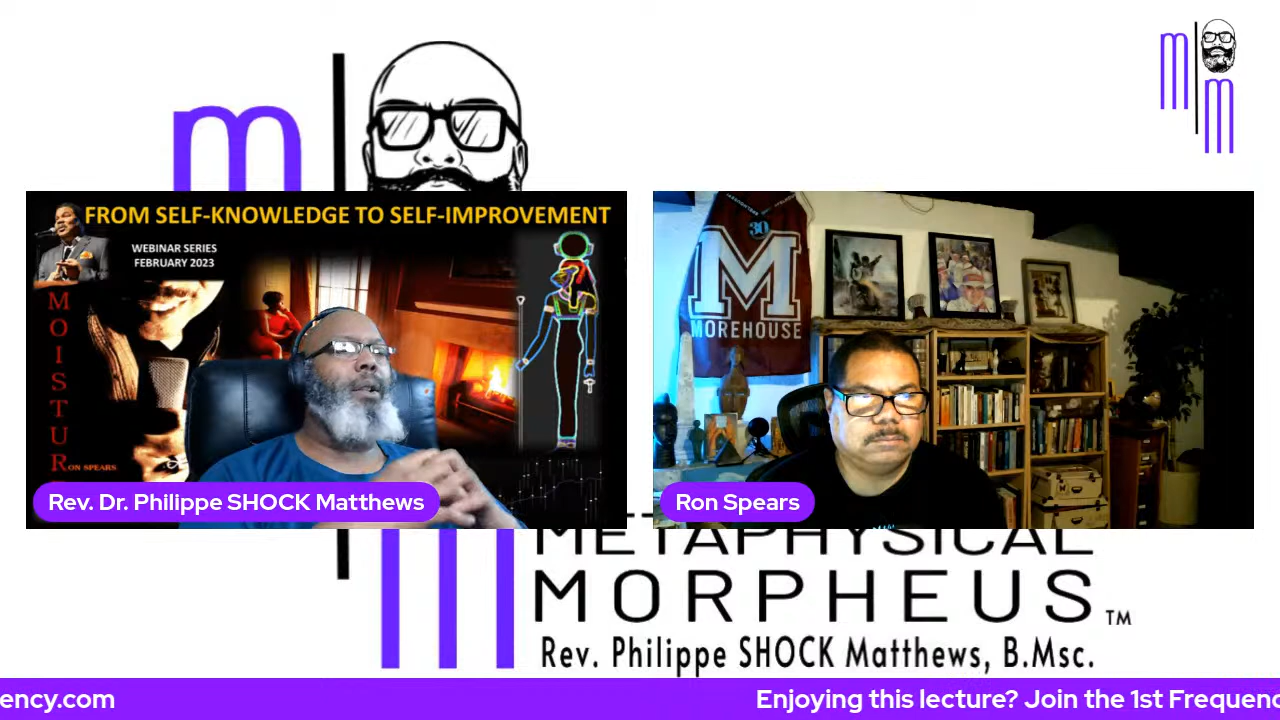 m
m
m
FROM SELF-KNOWLEDGE TO SELF-IMPROVEMENT
WEBINAR SERIES
FEBRUARY 2023
MOISTUR
RON SPEARS
Rev. Dr. Philippe SHOCK Matthews
30
M
MOREHOUSE
Ron Spears
m
METAPHYSICAL
MORPHEUS
TM
Rev. Philippe SHOCK Matthews, B.Msc.
ency.com
Enjoying this lecture? Join the 1st Frequenc